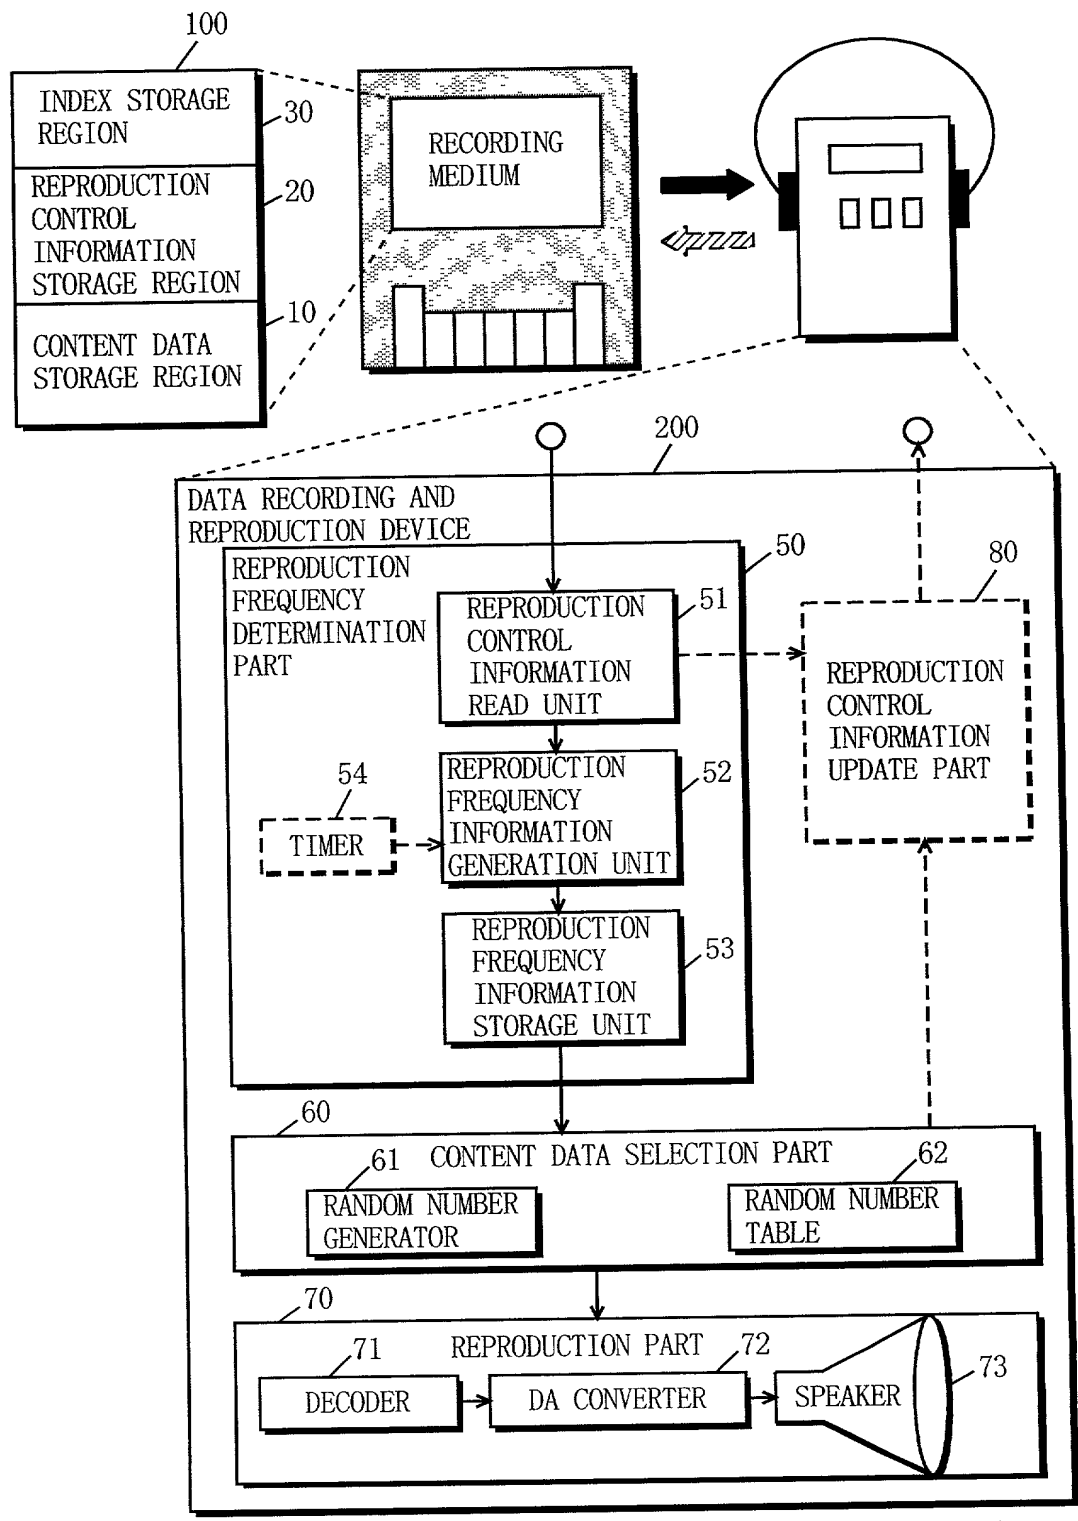 100
INDEX STORAGE
REGION
30
REPRODUCTION
CONTROL
INFORMATION
STORAGE REGION
20
CONTENT DATA
STORAGE REGION
10
RECORDING
MEDIUM
200
DATA RECORDING AND
REPRODUCTION DEVICE
50
REPRODUCTION
FREQUENCY
DETERMINATION
PART
REPRODUCTION
CONTROL
INFORMATION
READ UNIT
51
80
REPRODUCTION
CONTROL
INFORMATION
UPDATE PART
54
TIMER
REPRODUCTION
FREQUENCY
INFORMATION
GENERATION UNIT
52
REPRODUCTION
FREQUENCY
INFORMATION
STORAGE UNIT
53
60
CONTENT DATA SELECTION PART
61
RANDOM NUMBER
GENERATOR
62
RANDOM NUMBER
TABLE
70
REPRODUCTION PART
71
DECODER
72
DA CONVERTER
SPEAKER
73